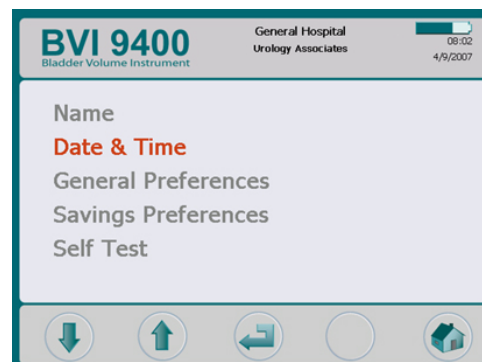 BVI 9400
Bladder Volume Instrument
General Hospital
Urology Associates
08:02
4/9/2007
Name
Date & Time
General Preferences
Savings Preferences
Self Test